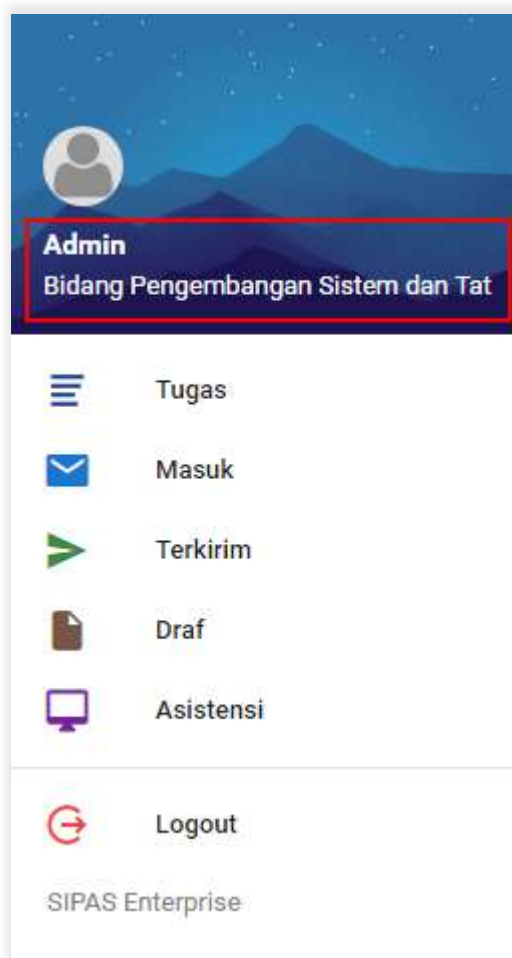 Admin
Bidang Pengembangan Sistem dan Tat
Tugas
Masuk
Terkirim
Draf
Asistensi
Logout
SIPAS Enterprise